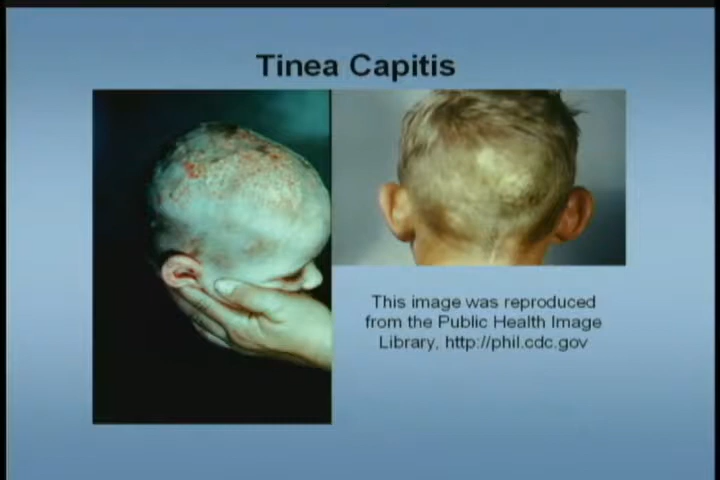 Tinea Capitis
This image was reproduced
from the Public Health Image
Library, http://phil.cdc.gov